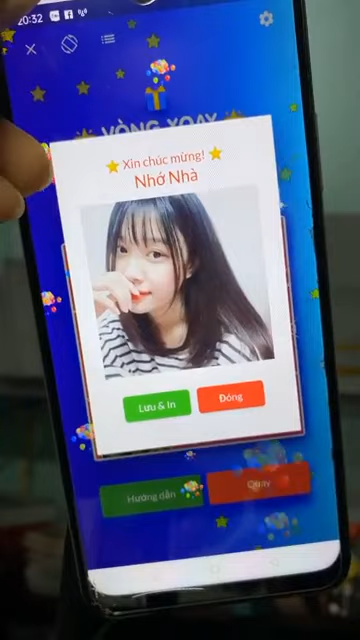 20:32
VÒNG XOAY
Xin chúc mừng!
Nhớ Nhà
Lưu & In
Đóng
Hướng dẫn
Quay